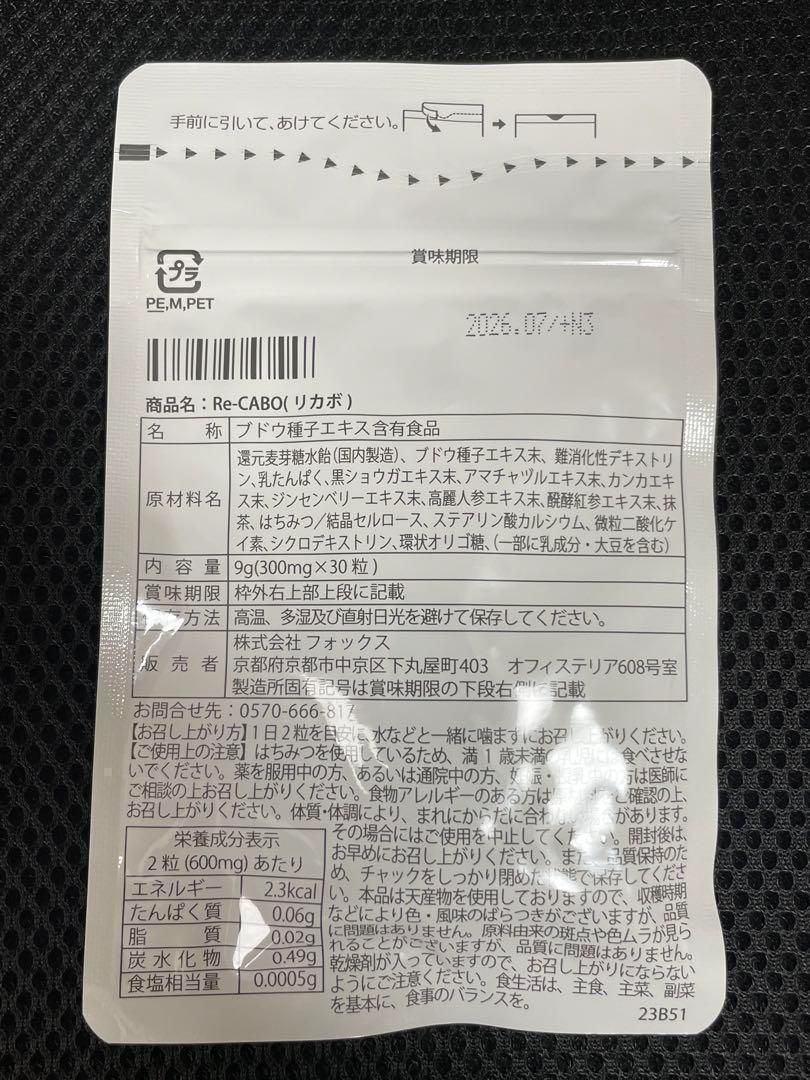 手前に引いて、あけてください。
賞味期限
プラ
PE,M,PET
2026.07/+N3
商品名：Re-CABO(リカボ)
名　称 ブドウ種子エキス含有食品
原材料名 還元麦芽糖水飴(国内製造)、ブドウ種子エキス末、難消化性デキストリ
ン、乳たんぱく、黒ショウガエキス末、アマチャヅルエキス末、カンカエキ
ス末、ジンセンベリーエキス末、高麗人参エキス末、醗酵紅参エキス末、抹
茶、はちみつ／結晶セルロース、ステアリン酸カルシウム、微粒二酸化ケ
イ素、シクロデキストリン、環状オリゴ糖、(一部に乳成分・大豆を含む)
内 容 量 9g(300mg×30粒)
賞味期限 枠外右上部上段に記載
存方法 高温、多湿及び直射日光を避けて保存してください。
販 売 者 株式会社フォックス
京都府京都市中京区下丸屋町403　オフィステリア608号室
製造所固有記号は賞味期限の下段右側に記載
お問合せ先：0570-666-817
【お召し上がり方】1日2粒を目安に 水などと一緒に噛まずにお召し上がりください。
【ご使用上の注意】はちみつを使用しているため、満1歳未満 食べさせな
いでください。薬を服用中の方、あるいは通院中の方、妊娠・ 中の方は医師に
ご相談の上お召し上がりください。食物アレルギーのある方は 確認の上、
お召し上がりください。体質・体調により、まれにからだに合わ があります。
その場合にはご使用を中止してください。開封後は、
お早めにお召し上がりください。また、品質保持のた
め、チャックをしっかり閉めた 態で保存してくださ
い。本品は天産物を使用しておりますので、収穫時期
などにより色・風味のばらつきがございますが、品質
に問題はありません。原料由来の斑点や色ムラが見ら
れることがございますが、品質に問題はありません。
乾燥剤が入っていますので、お召し上がりにならない
ようにご注意ください。食生活は、主食、主菜、副菜
を基本に、食事のバランスを。
栄養成分表示
2粒(600mg)あたり
エネルギー 2.3kcal
たんぱく質 0.06g
脂　質 0.02g
炭水化物 0.49g
食塩相当量 0.0005g
23B51